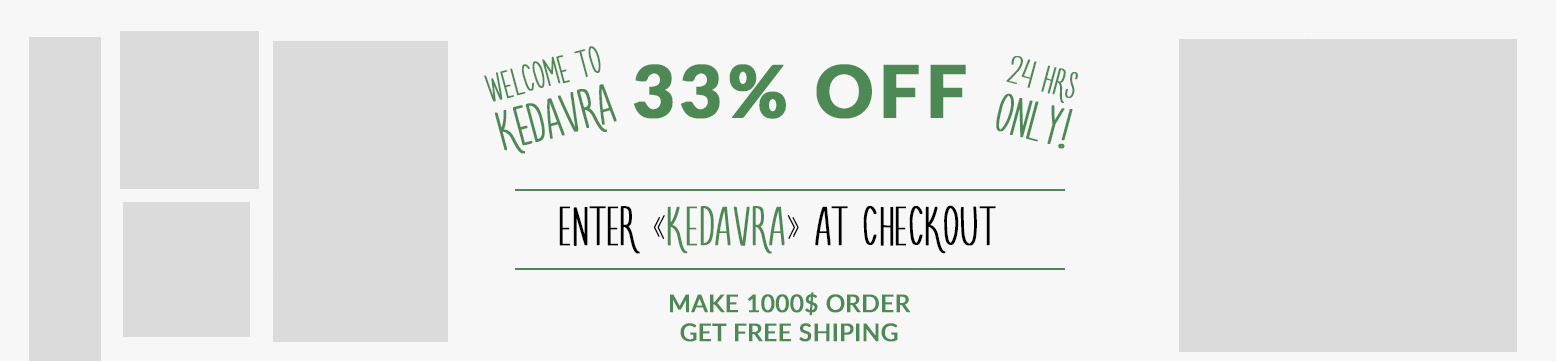 WELCOME TO
KEDAVRA
33% OFF
24 HRS
ONLY!
ENTER «KEDAVRA» AT CHECKOUT
MAKE 1000$ ORDER
GET FREE SHIPING